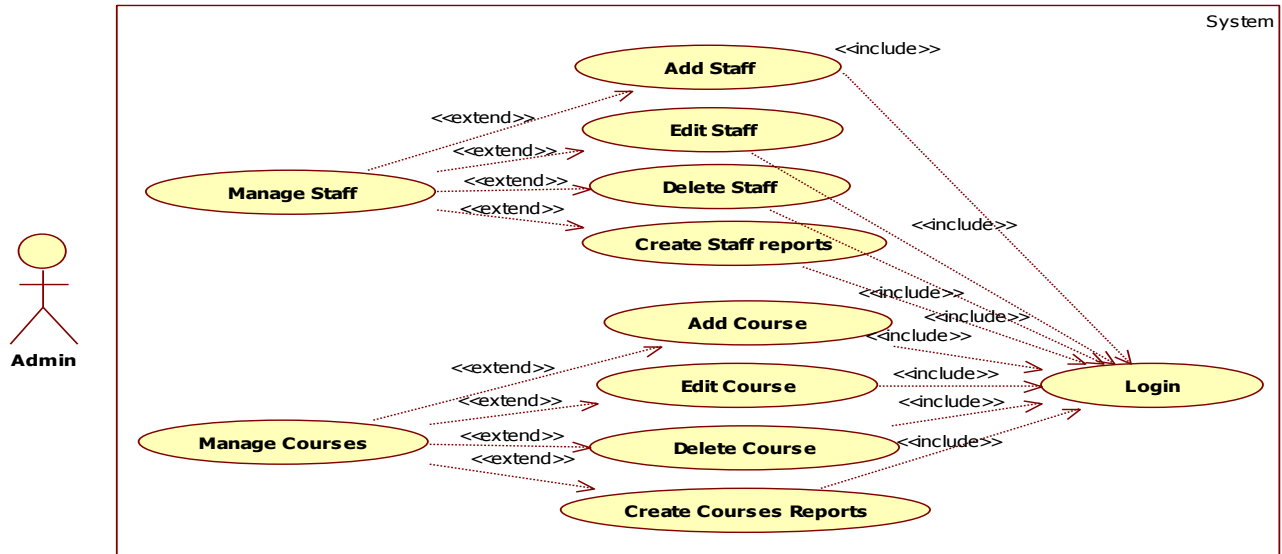 System
<<include>>
Add Staff
<<extend>>
Edit Staff
<<extend>>
<<extend>>
Delete Staff
Manage Staff
<<extend>>
<<include>>
Create Staff reports
<<include>>
<<include>>
Add Course
<<include>>
Admin
<<extend>>
<<include>>
Edit Course
Login
<<extend>>
<<include>>
Manage Courses
<<extend>>
Delete Course
<<include>>
<<extend>>
Create Courses Reports